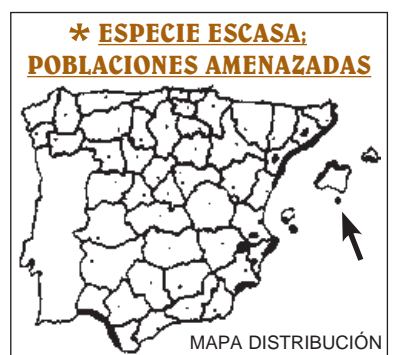 * ESPECIE ESCASA;
POBLACIONES AMENAZADAS
MAPA DISTRIBUCIÓN